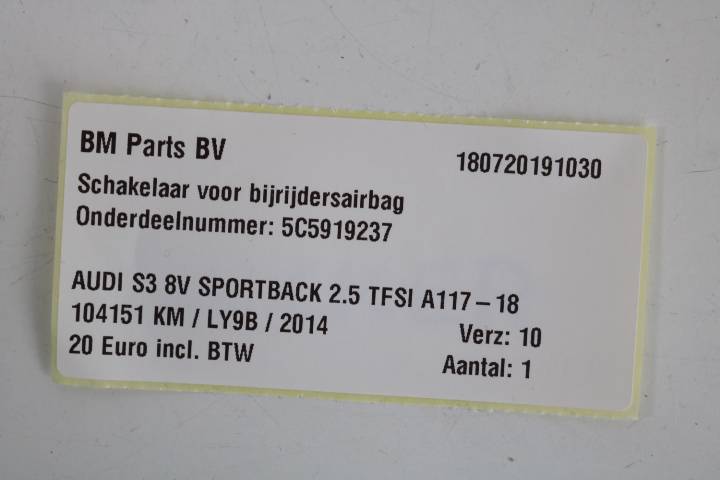 BM Parts BV
180720191030
Schakelaar voor bijrijdersairbag
Onderdeelnummer: 5C5919237
AUDI S3 8V SPORTBACK 2.5 TFSI A117-18
104151 KM / LY9B / 2014
Verz: 10
20 Euro incl. BTW
Aantal: 1